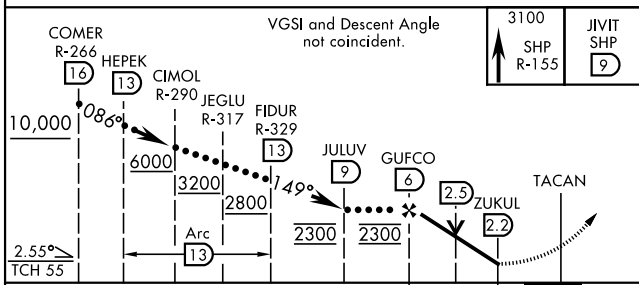 VGSI and Descent Angle
not coincident.
3100
SHP
R-155
JIVIT
SHP
9
COMER
R-266
16
HEPEK
13
CIMOL
R-290
JEGLU
R-317
FIDUR
R-329
13
JULUV
9
GUFCO
6
2.5
ZUKUL
2.2
TACAN
10,000
086°
6000
3200
2800
149°
2300
2300
Arc
13
2.55°
TCH 55